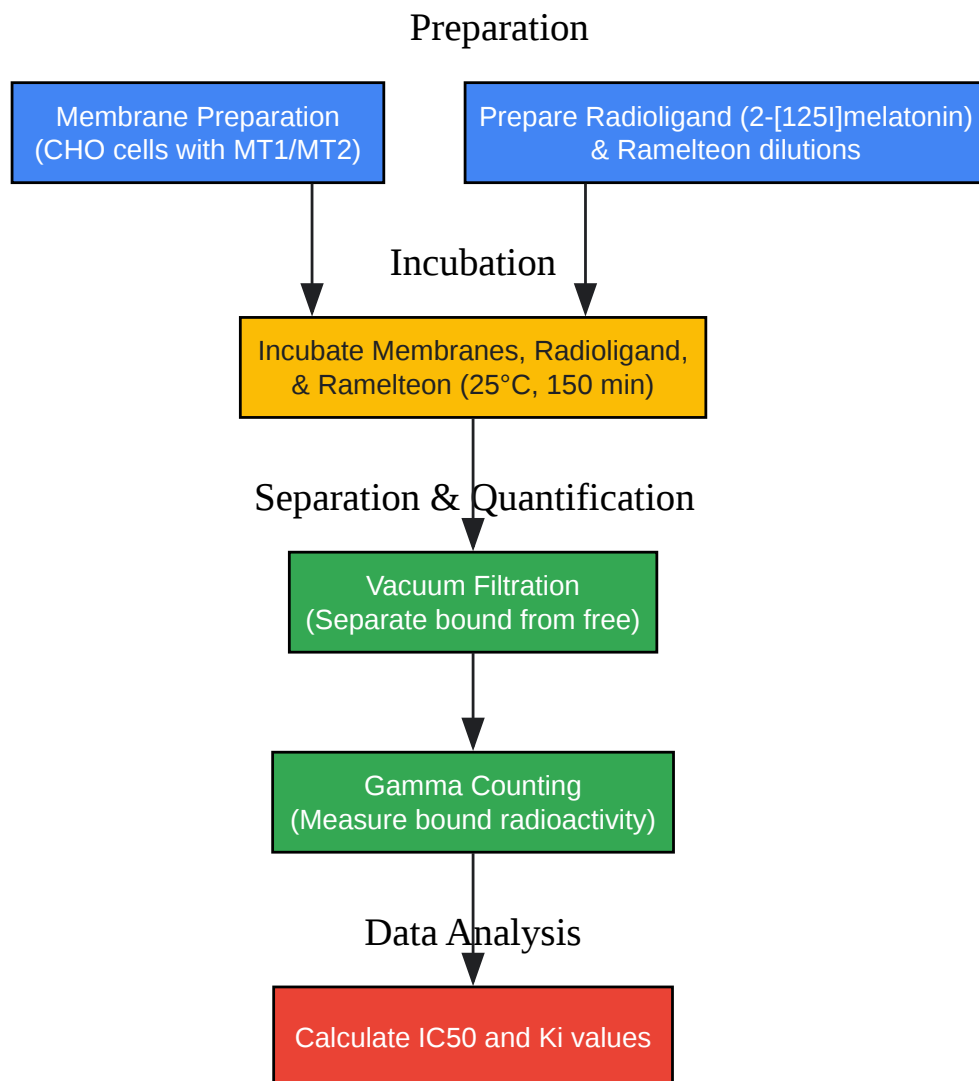 Preparation
Membrane Preparation
(CHO cells with MT1/MT2)
Prepare Radioligand (2-[125I]melatonin)
& Ramelteon dilutions
Incubation
Incubate Membranes, Radioligand,
& Ramelteon (25°C, 150 min)
Separation & Quantification
Vacuum Filtration
(Separate bound from free)
Gamma Counting
(Measure bound radioactivity)
Data Analysis
Calculate IC50 and Ki values